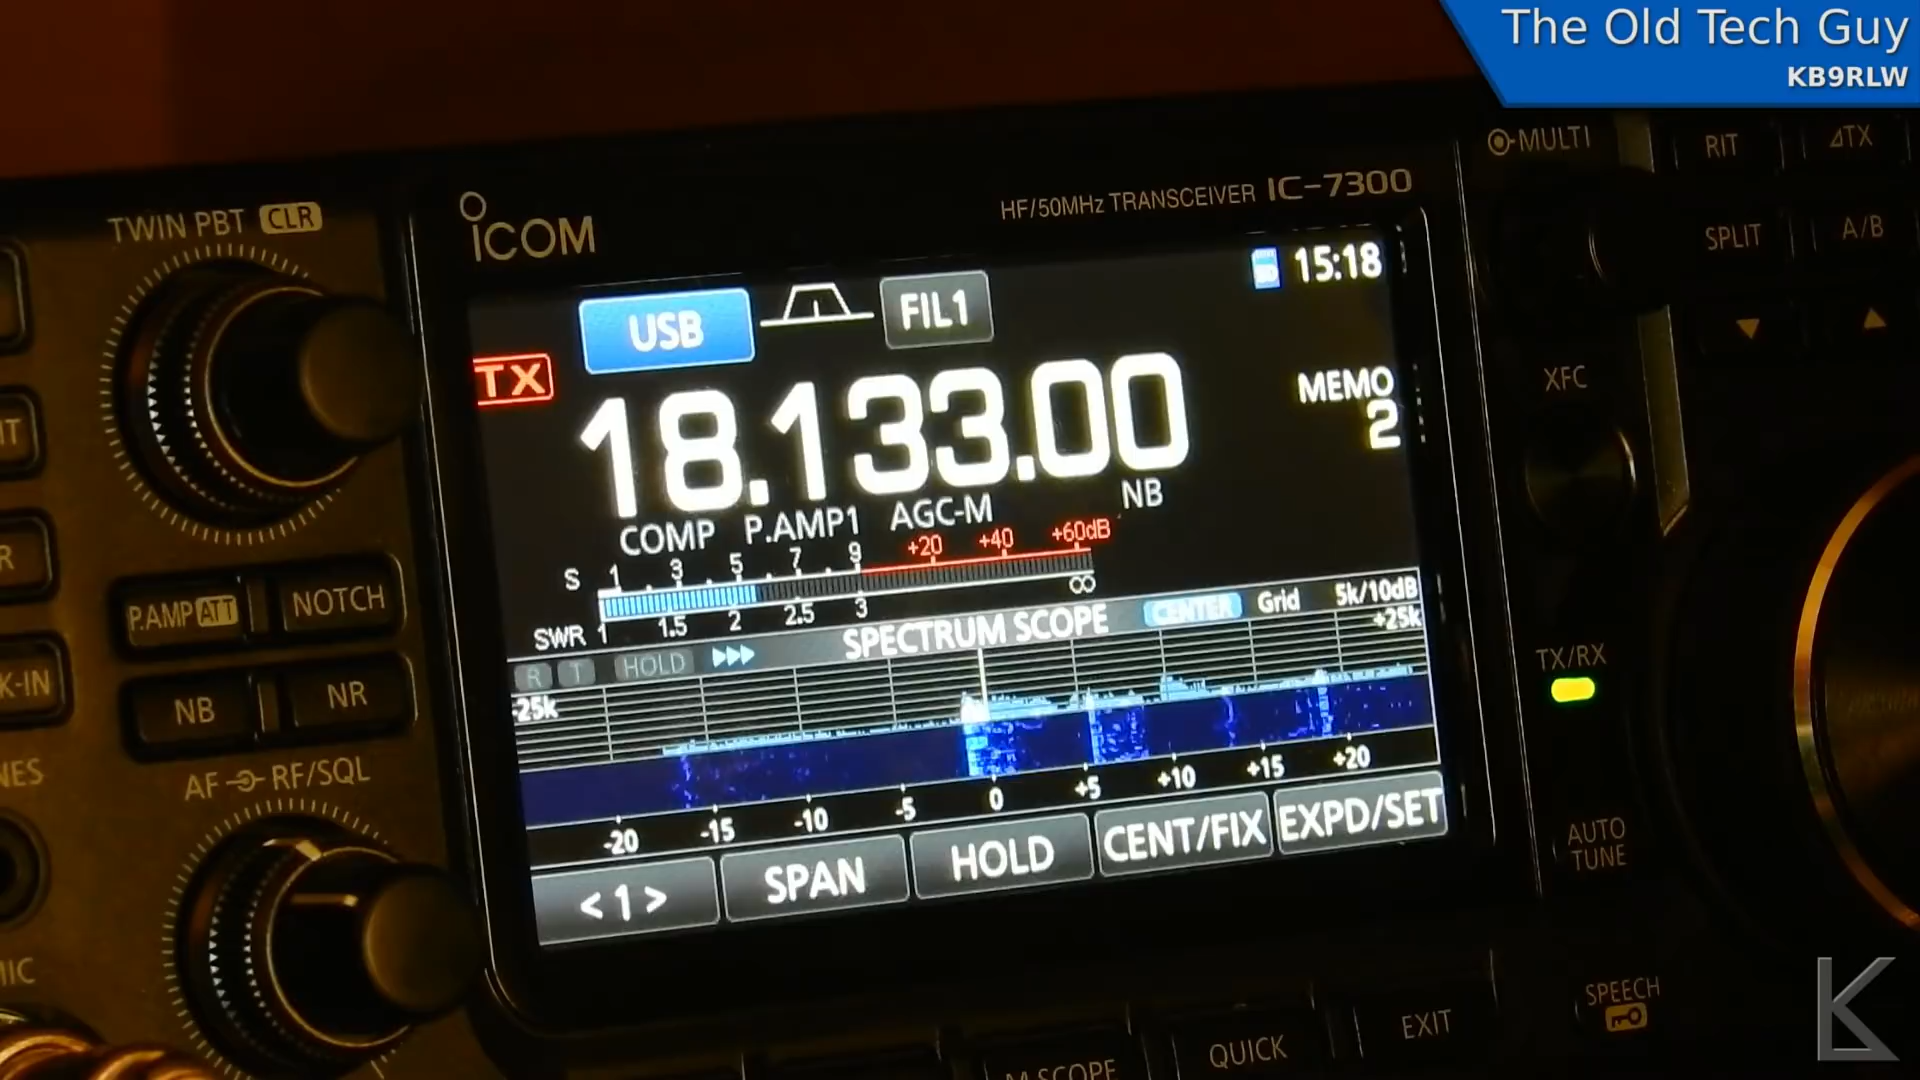 The Old Tech Guy
KB9RLW
MULTI
RIT
ΔTX
HF/50MHz TRANSCEIVER IC-7300
TWIN PBT CLR
ICOM
SPLIT
A/B
15:18
USB
FIL1
TX
18.133.00
MEMO
2
XFC
COMP P.AMP1 AGC-M NB
S 1 3 5 7 9 +20 +40 +60dB
SWR 1 1.5 2 2.5 3 ∞
P.AMP ATT
NOTCH
SPECTRUM SCOPE CENTER Grid 5k/10dB
R T HOLD
-25k
+25k
TX/RX
K-IN
NB
NR
-20 -15 -10 -5 0 +5 +10 +15 +20
AF RF/SQL
<1> SPAN HOLD CENT/FIX EXPD/SET
AUTO
TUNE
SPEECH
M.SCOPE
QUICK
EXIT
K